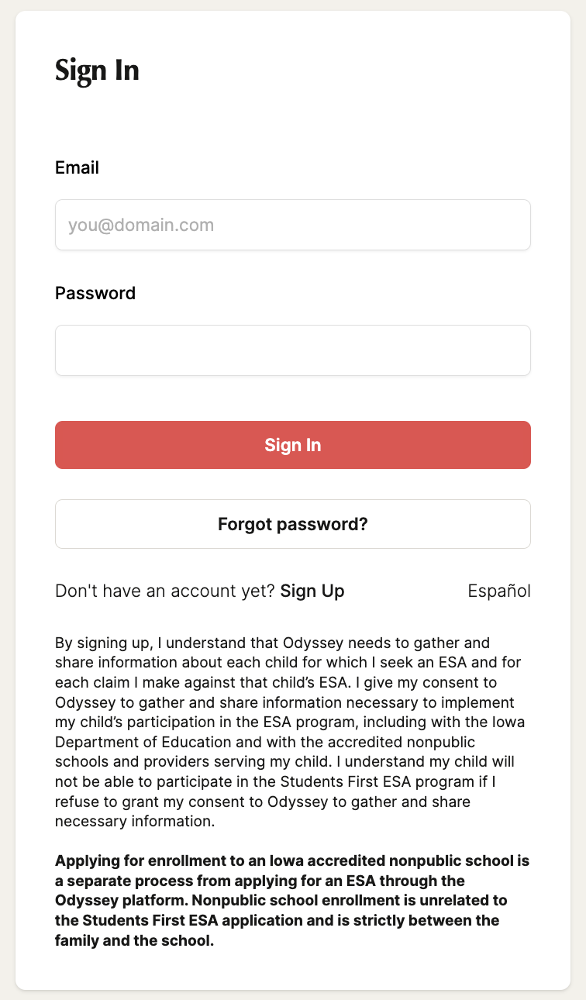 Sign In
Email
you@domain.com
Password
Sign In
Forgot password?
Don't have an account yet? Sign Up Español
By signing up, I understand that Odyssey needs to gather and
share information about each child for which I seek an ESA and for
each claim I make against that child’s ESA. I give my consent to
Odyssey to gather and share information necessary to implement
my child’s participation in the ESA program, including with the Iowa
Department of Education and with the accredited nonpublic
schools and providers serving my child. I understand my child will
not be able to participate in the Students First ESA program if I
refuse to grant my consent to Odyssey to gather and share
necessary information.
Applying for enrollment to an Iowa accredited nonpublic school is
a separate process from applying for an ESA through the
Odyssey platform. Nonpublic school enrollment is unrelated to
the Students First ESA application and is strictly between the
family and the school.